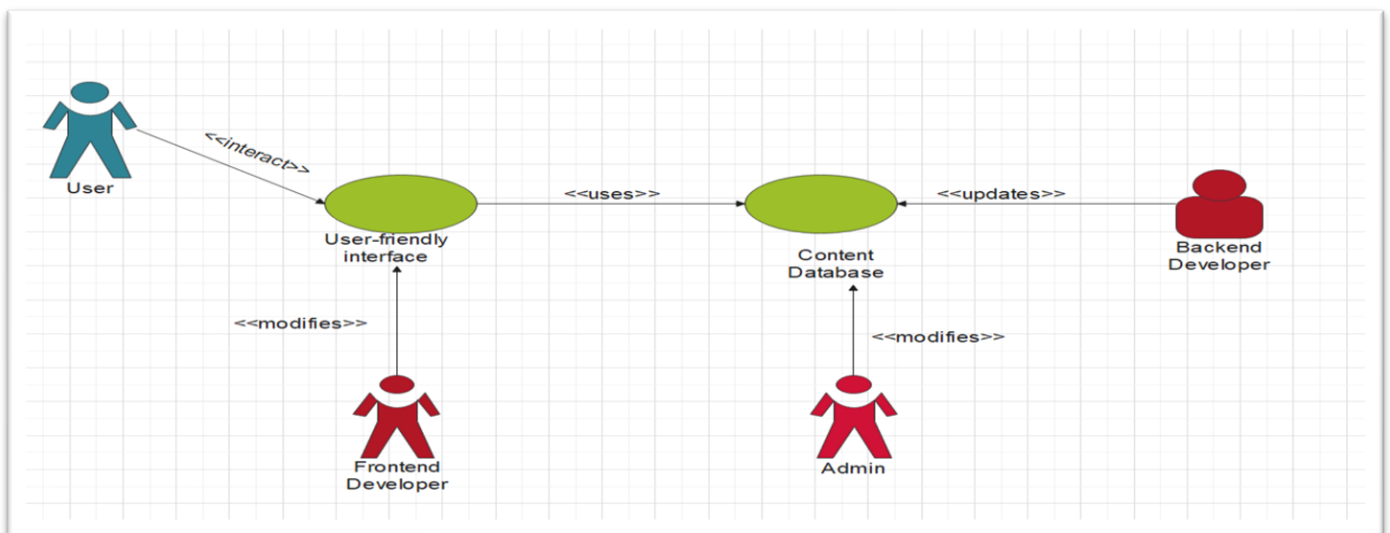 <<interact>>
User
<<uses>>
<<updates>>
User-friendly
interface
Content
Database
Backend
Developer
<<modifies>>
<<modifies>>
Frontend
Developer
Admin